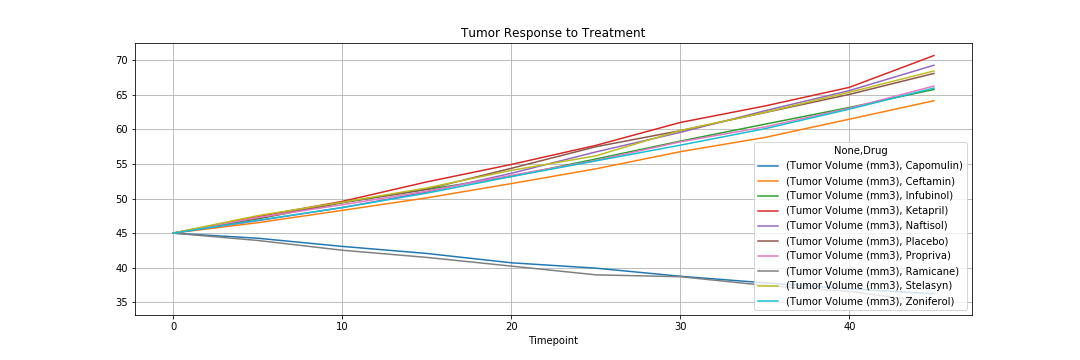 Tumor Response to Treatment
70
65
60
55
50
45
40
35
None,Drug
(Tumor Volume (mm3), Capomulin)
(Tumor Volume (mm3), Ceftamin)
(Tumor Volume (mm3), Infubinol)
(Tumor Volume (mm3), Ketapril)
(Tumor Volume (mm3), Naftisol)
(Tumor Volume (mm3), Placebo)
(Tumor Volume (mm3), Propriva)
(Tumor Volume (mm3), Ramicane)
(Tumor Volume (mm3), Stelasyn)
(Tumor Volume (mm3), Zoniferol)
0 10 20 30 40
Timepoint